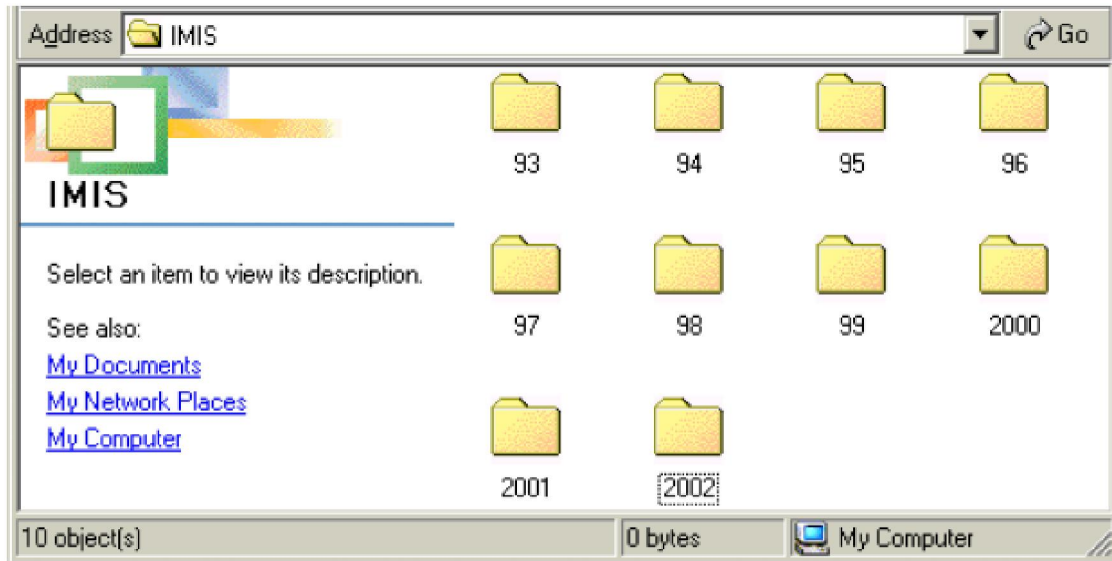 Address IMIS Go
IMIS
Select an item to view its description.
See also:
My Documents
My Network Places
My Computer
93 94 95 96
97 98 99 2000
2001 2002
10 object(s) 0 bytes My Computer